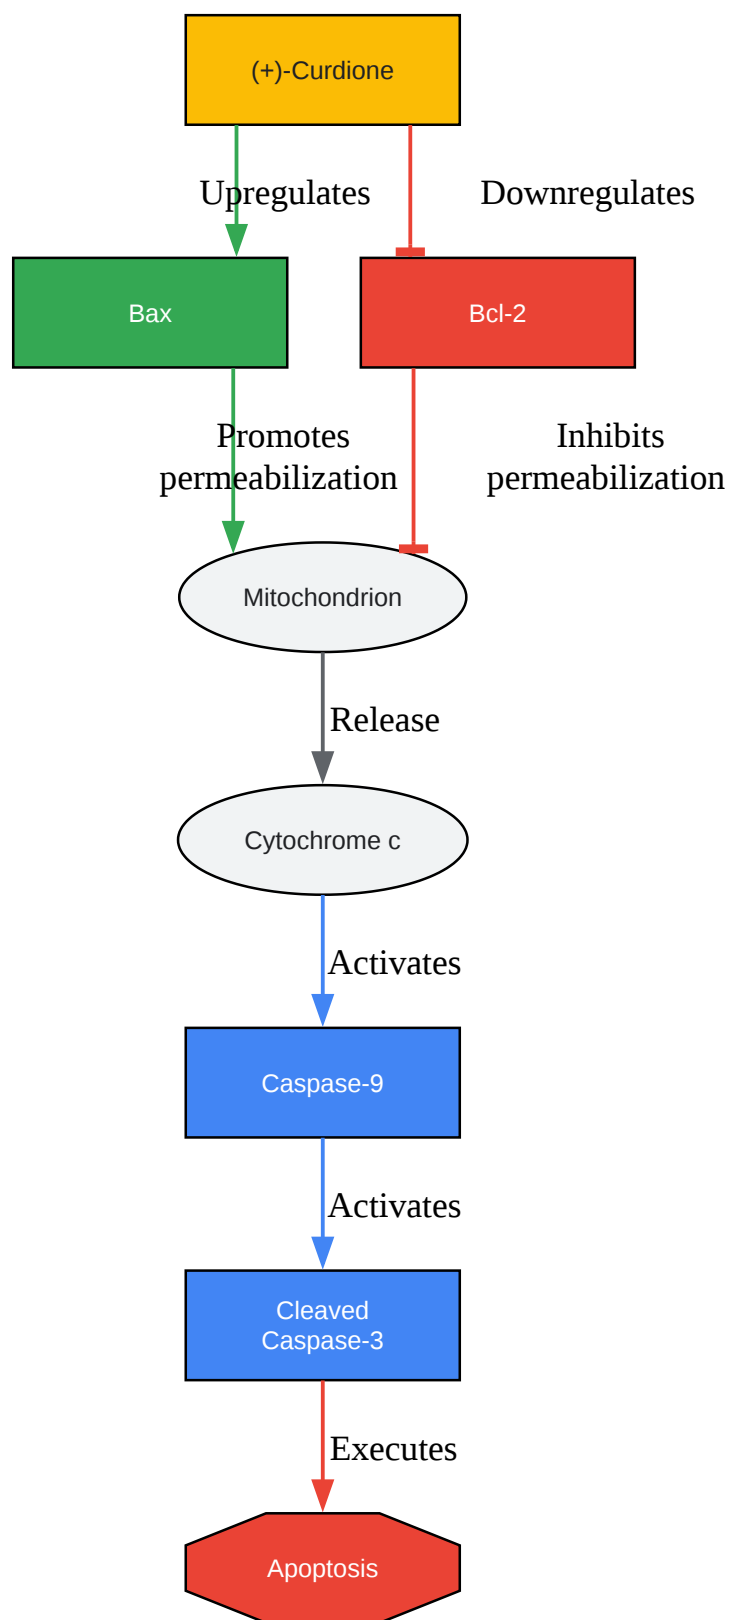 (+)-Curdione
Upregulates
Downregulates
Bax
Bcl-2
Promotes
permeabilization
Inhibits
permeabilization
Mitochondrion
Release
Cytochrome c
Activates
Caspase-9
Activates
Cleaved
Caspase-3
Executes
Apoptosis